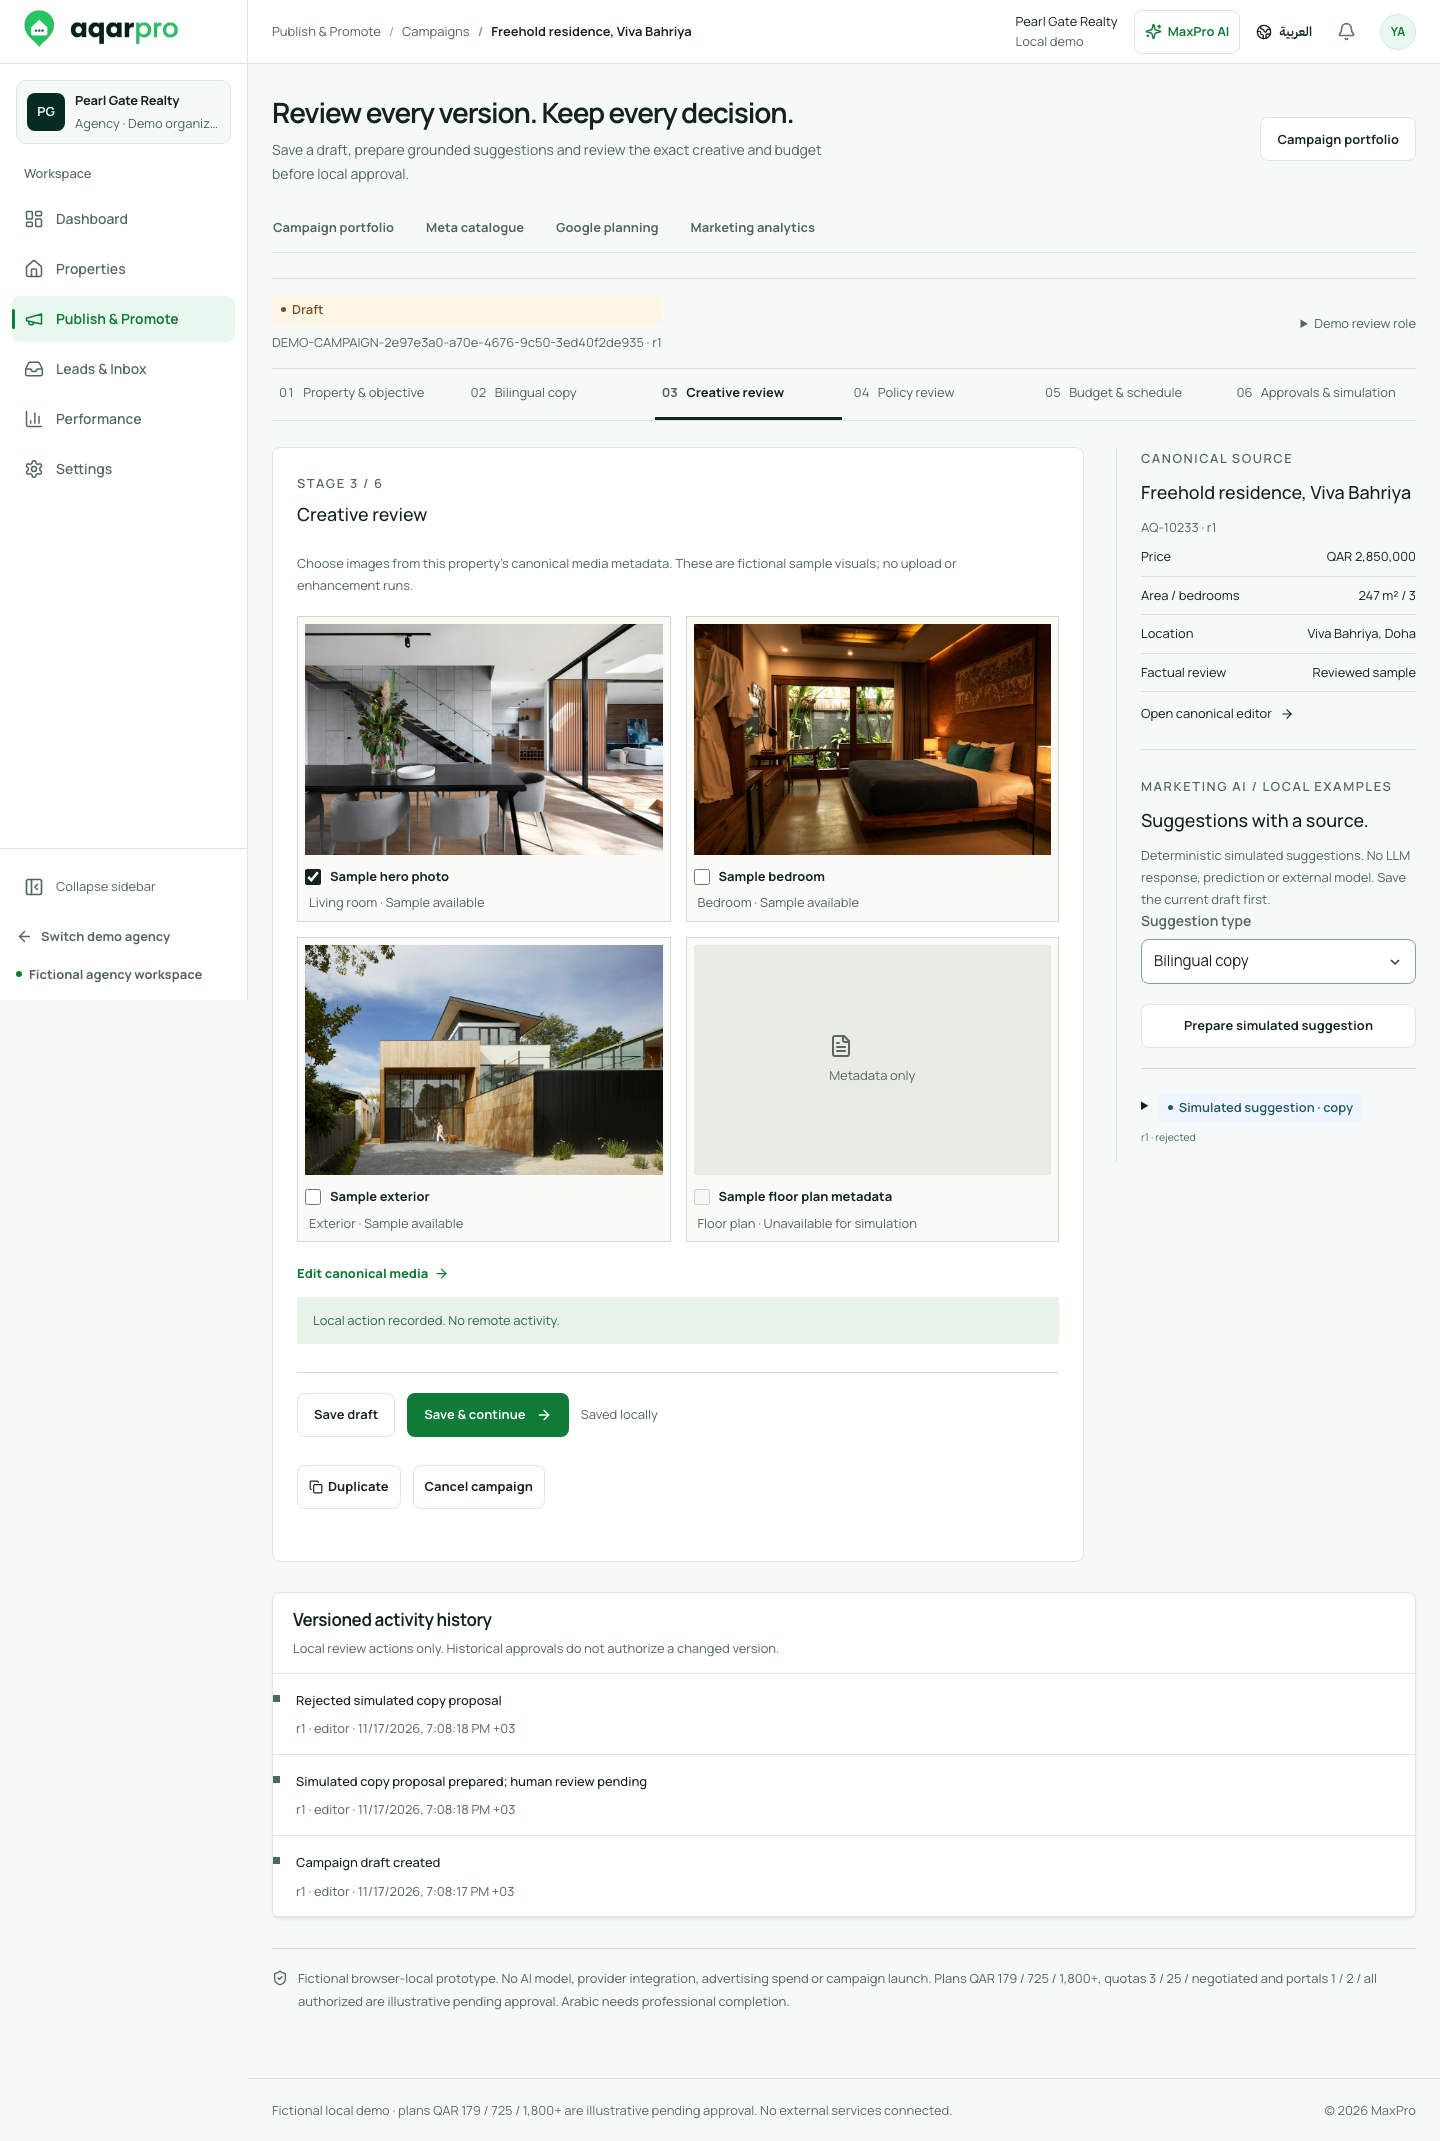 aqarpro
Publish & Promote / Campaigns / Freehold residence, Viva Bahriya
Pearl Gate Realty
Local demo
MaxPro AI
العربية
YA
PG
Pearl Gate Realty
Agency · Demo organiz...
Workspace
Dashboard
Properties
Publish & Promote
Leads & Inbox
Performance
Settings
Collapse sidebar
Switch demo agency
Fictional agency workspace
Review every version. Keep every decision.
Save a draft, prepare grounded suggestions and review the exact creative and budget
before local approval.
Campaign portfolio
Campaign portfolio
Meta catalogue
Google planning
Marketing analytics
Draft
DEMO-CAMPAIGN-2e97e3a0-a70e-4676-9c50-3ed40f2de935 · r1
Demo review role
01 Property & objective
02 Bilingual copy
03 Creative review
04 Policy review
05 Budget & schedule
06 Approvals & simulation
STAGE 3 / 6
Creative review
Choose images from this property's canonical media metadata. These are fictional sample visuals; no upload or
enhancement runs.
Sample hero photo
Living room · Sample available
Sample bedroom
Bedroom · Sample available
Sample exterior
Exterior · Sample available
Metadata only
Sample floor plan metadata
Floor plan · Unavailable for simulation
Edit canonical media
Local action recorded. No remote activity.
Save draft
Save & continue
Saved locally
Duplicate
Cancel campaign
CANONICAL SOURCE
Freehold residence, Viva Bahriya
AQ-10233 · r1
Price QAR 2,850,000
Area / bedrooms 247 m² / 3
Location Viva Bahriya, Doha
Factual review Reviewed sample
Open canonical editor
MARKETING AI / LOCAL EXAMPLES
Suggestions with a source.
Deterministic simulated suggestions. No LLM
response, prediction or external model. Save
the current draft first.
Suggestion type
Bilingual copy
Prepare simulated suggestion
Simulated suggestion · copy
r1 · rejected
Versioned activity history
Local review actions only. Historical approvals do not authorize a changed version.
Rejected simulated copy proposal
r1 · editor · 11/17/2026, 7:08:18 PM +03
Simulated copy proposal prepared; human review pending
r1 · editor · 11/17/2026, 7:08:18 PM +03
Campaign draft created
r1 · editor · 11/17/2026, 7:08:17 PM +03
Fictional browser-local prototype. No AI model, provider integration, advertising spend or campaign launch. Plans QAR 179 / 725 / 1,800+, quotas 3 / 25 / negotiated and portals 1 / 2 / all
authorized are illustrative pending approval. Arabic needs professional completion.
Fictional local demo · plans QAR 179 / 725 / 1,800+ are illustrative pending approval. No external services connected.
© 2026 MaxPro